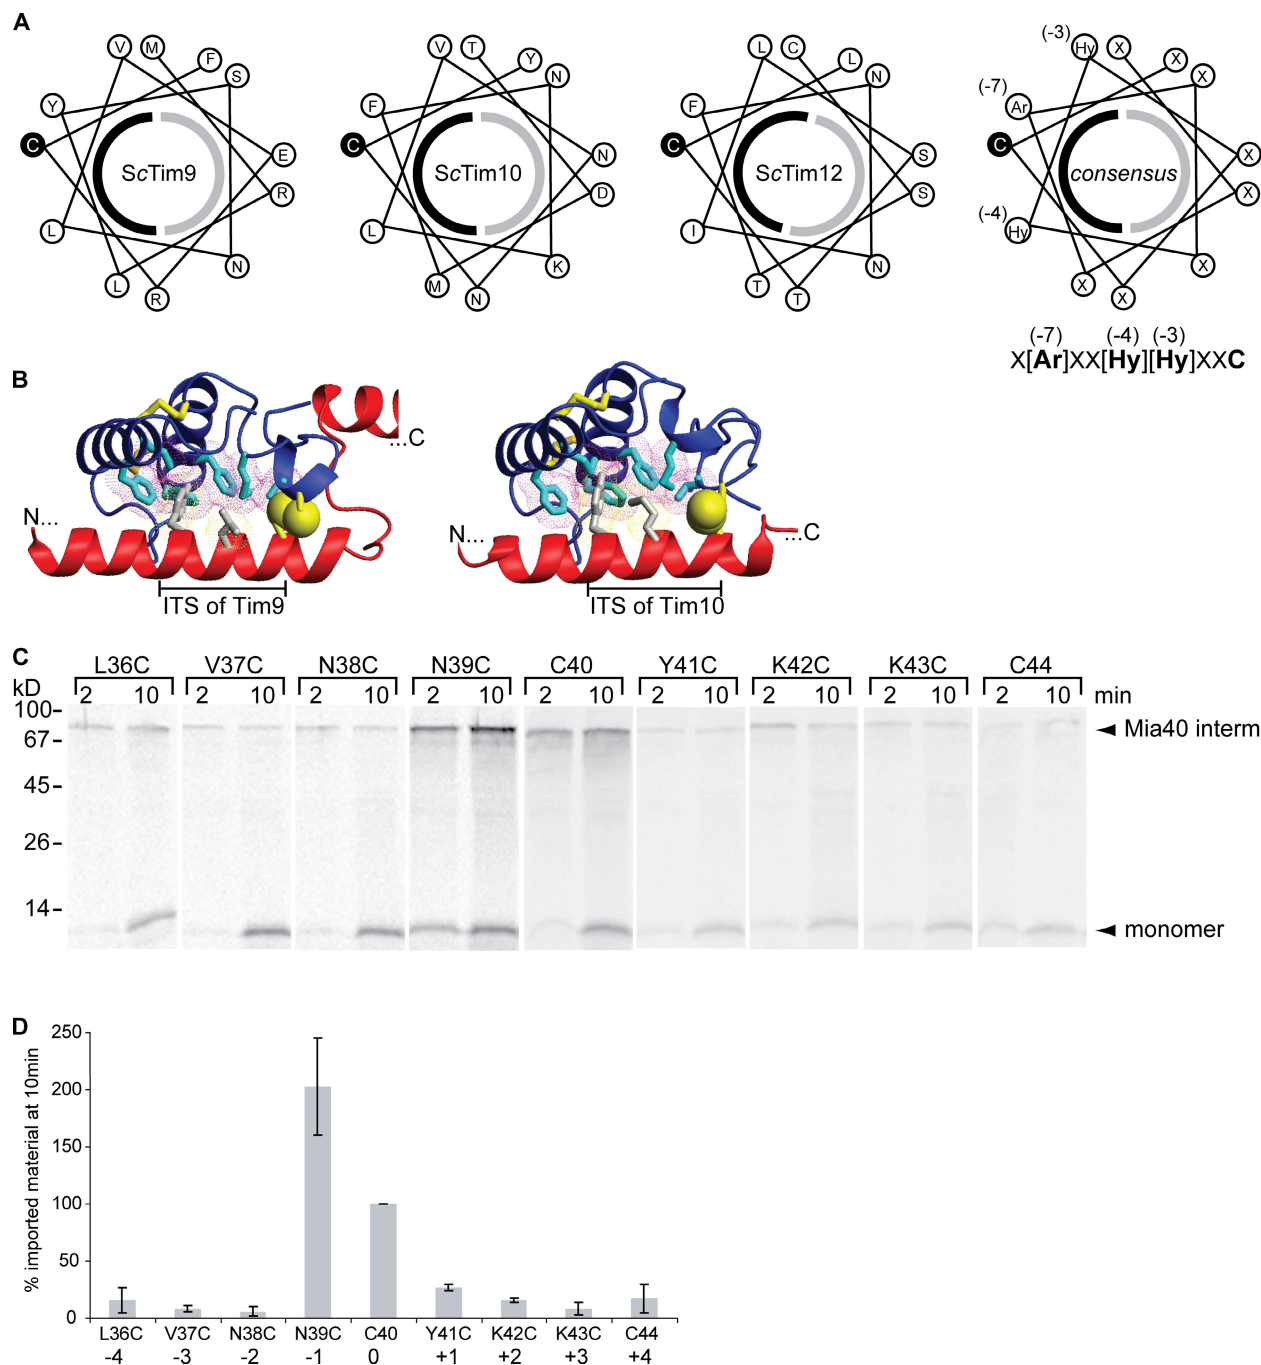 A
V M F S Y C E R L N L R
ScTim9
V T Y N F C N D L K M N
ScTim10
L C L N F C S S I N T T
ScTim12
(-3) Hy X X X (-7) Ar C X X (-4) Hy X X X
consensus
(-7) (-4) (-3)
X[Ar]XX[Hy][Hy]XXC
B
...C
N...
ITS of Tim9
N...
...C
ITS of Tim10
C
L36C V37C N38C N39C C40 Y41C K42C K43C C44
kD 2 10 2 10 2 10 2 10 2 10 2 10 2 10 2 10 2 10 min
100-
67-
Mia40 interm
45-
26-
14-
monomer
D
% imported material at 10min
250
200
150
100
50
0
L36C V37C N38C N39C C40 Y41C K42C K43C C44
-4 -3 -2 -1 0 +1 +2 +3 +4